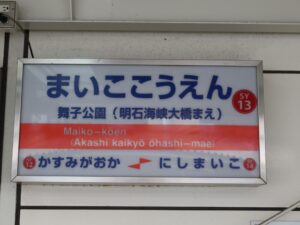 まいここうえん
SY
13
舞子公園(明石海峡大橋まえ)
Maiko-kōen
(Akashi kaikyō ōhashi-mae)
かすみがおか にしまいこ